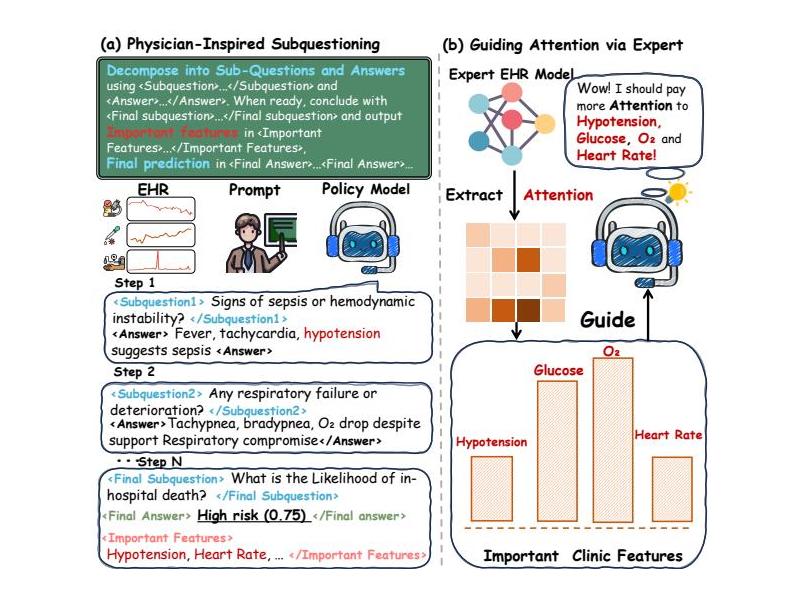 (a) Physician-Inspired Subquestioning
Decompose into Sub-Questions and Answers
using <Subquestion>...</Subquestion> and
<Answer>...</Answer>. When ready, conclude with
<Final subquestion>...</Final subquestion> and output
Important features in <Important
Features>...</Important Features>,
Final prediction in <Final Answer>...<Final Answer>...
EHR
Prompt
Policy Model
Step 1
<Subquestion1> Signs of sepsis or hemodynamic
instability? </Subquestion1>
<Answer> Fever, tachycardia, hypotension
suggests sepsis <Answer>
Step 2
<Subquestion2> Any respiratory failure or
deterioration? </Subquestion2>
<Answer>Tachypnea, bradypnea, O₂ drop despite
support Respiratory compromise</Answer>
...Step N
<Final Subquestion> What is the Likelihood of in-
hospital death? </Final Subquestion>
<Final Answer> High risk (0.75) </Final answer>
<Important Features>
Hypotension, Heart Rate, … </Important Features>
(b) Guiding Attention via Expert
Expert EHR Model
Wow! I should pay
more Attention to
Hypotension,
Glucose, O₂ and
Heart Rate!
Extract Attention
Guide
O₂
Glucose
Hypotension
Heart Rate
Important Clinic Features